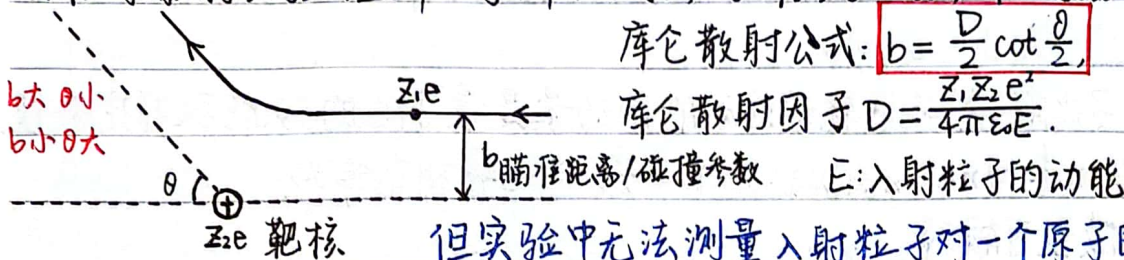 库仑散射公式: b = D/2 cot θ/2,
b大 θ小
b小 θ大
Z₁e
库仑散射因子 D = Z₁Z₂e²/4πε₀E .
b 瞄准距离/碰撞参数
E: 入射粒子的动能
θ
Z₂e 靶核
但实验中无法测量入射粒子对一个原子